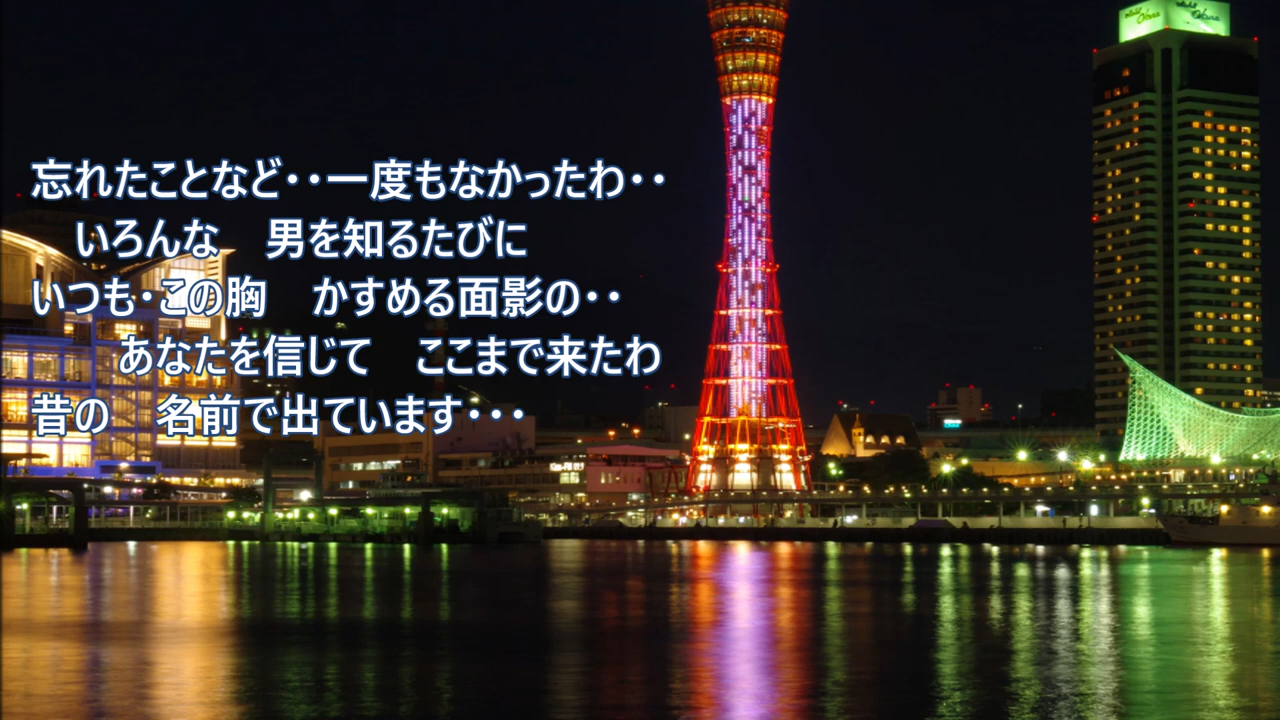 Hotel Okura
忘れたことなど・・一度もなかったわ・・
いろんな　男を知るたびに
いつも・この胸　かすめる面影の・・
あなたを信じて　ここまで来たわ
昔の　名前で出ています・・・